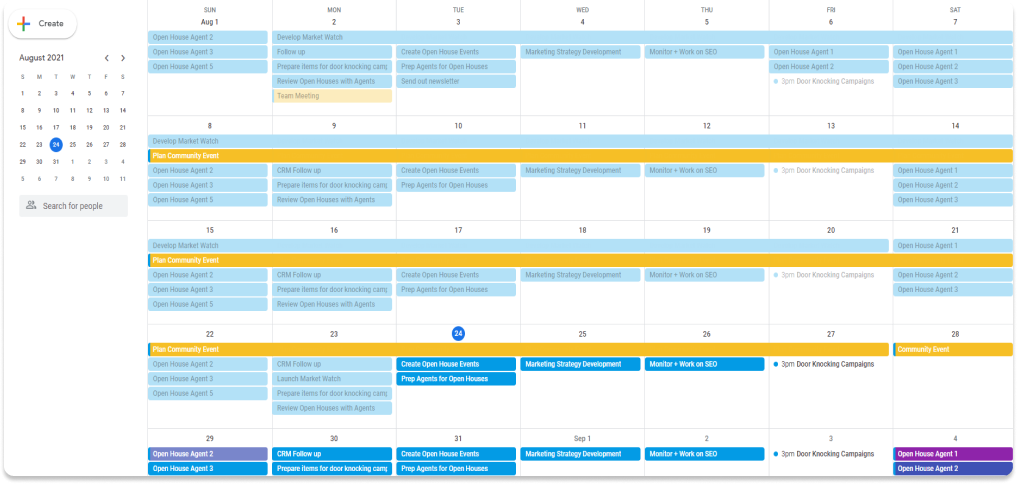 Create
August 2021
S M T W T F S
1 2 3 4 5 6 7
8 9 10 11 12 13 14
15 16 17 18 19 20 21
22 23 24 25 26 27 28
29 30 31 1 2 3 4
5 6 7 8 9 10 11
Search for people
SUN MON TUE WED THU FRI SAT
Aug 1 2 3 4 5 6 7
Open House Agent 2 Develop Market Watch
Open House Agent 3 Follow up Create Open House Events Marketing Strategy Development Monitor + Work on SEO Open House Agent 1 Open House Agent 1
Open House Agent 5 Prepare items for door knocking camp Prep Agents for Open Houses Open House Agent 2 Open House Agent 2
Review Open Houses with Agents Send out newsletter 3pm Door Knocking Campaigns Open House Agent 3
Team Meeting
8 9 10 11 12 13 14
Develop Market Watch
Plan Community Event
Open House Agent 2 CRM Follow up Create Open House Events Marketing Strategy Development Monitor + Work on SEO 3pm Door Knocking Campaigns Open House Agent 1
Open House Agent 3 Prepare items for door knocking camp Prep Agents for Open Houses Open House Agent 2
Open House Agent 5 Review Open Houses with Agents Open House Agent 3
15 16 17 18 19 20 21
Develop Market Watch Open House Agent 1
Plan Community Event
Open House Agent 2 CRM Follow up Create Open House Events Marketing Strategy Development Monitor + Work on SEO 3pm Door Knocking Campaigns Open House Agent 2
Open House Agent 3 Prepare items for door knocking camp Prep Agents for Open Houses Open House Agent 3
Open House Agent 5 Review Open Houses with Agents
22 23 24 25 26 27 28
Plan Community Event Community Event
Open House Agent 2 CRM Follow up Create Open House Events Marketing Strategy Development Monitor + Work on SEO 3pm Door Knocking Campaigns
Open House Agent 3 Launch Market Watch Prep Agents for Open Houses
Open House Agent 5 Prepare items for door knocking camp
Review Open Houses with Agents
29 30 31 Sep 1 2 3 4
Open House Agent 2 CRM Follow up Create Open House Events Marketing Strategy Development Monitor + Work on SEO 3pm Door Knocking Campaigns Open House Agent 1
Open House Agent 3 Prepare items for door knocking camp Prep Agents for Open Houses Open House Agent 2